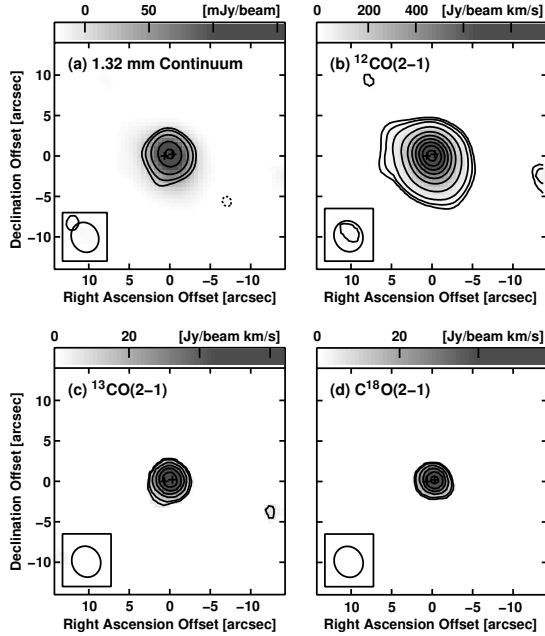 0 50 [mJy/beam]
200 400 [Jy/beam km/s]
(a) 1.32 mm Continuum
(b) ¹²CO(2−1)
10
5
0
−5
−10
Declination Offset [arcsec]
10 5 0 −5 −10
10 5 0 −5 −10
Right Ascension Offset [arcsec]
Right Ascension Offset [arcsec]
0 20 [Jy/beam km/s]
0 20 [Jy/beam km/s]
(c) ¹³CO(2−1)
(d) C¹⁸O(2−1)
10
5
0
−5
−10
Declination Offset [arcsec]
10 5 0 −5 −10
10 5 0 −5 −10
Right Ascension Offset [arcsec]
Right Ascension Offset [arcsec]